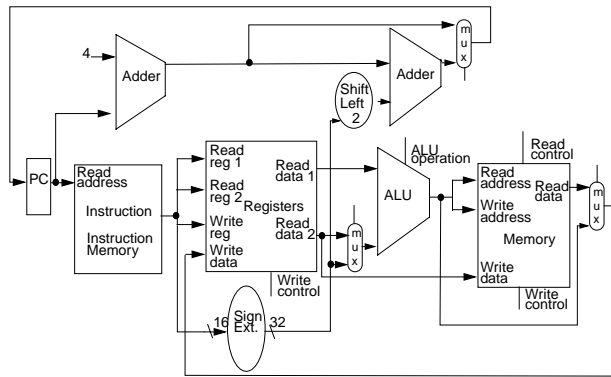 4
Adder
m
u
x
Adder
Shift
Left
2
PC
Read
address
Instruction
Instruction
Memory
Read
reg 1
Read
reg 2
Write
reg
Write
data
Read
data 1
Registers
Read
data 2
Write
control
m
u
x
ALU
operation
ALU
Read
control
Read
address
Write
address
Read
data
Memory
Write
data
Write
control
m
u
x
16
Sign
Ext.
32